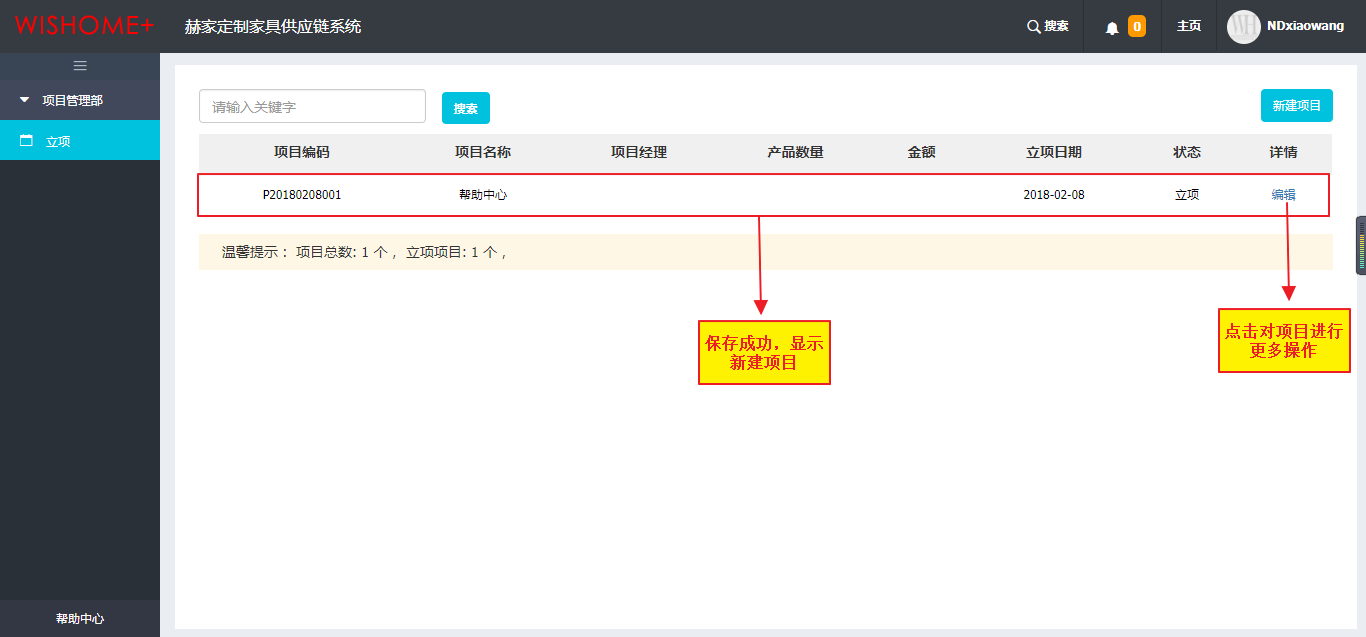 WISHOME+
赫家定制家具供应链系统
搜索
0
主页
NDxiaowang
项目管理部
立项
请输入关键字
搜索
新建项目
项目编码 项目名称 项目经理 产品数量 金额 立项日期 状态 详情
P20180208001 帮助中心 2018-02-08 立项 编辑
温馨提示 : 项目总数: 1 个 , 立项项目: 1 个 ,
保存成功，显示
新建项目
点击对项目进行
更多操作
帮助中心